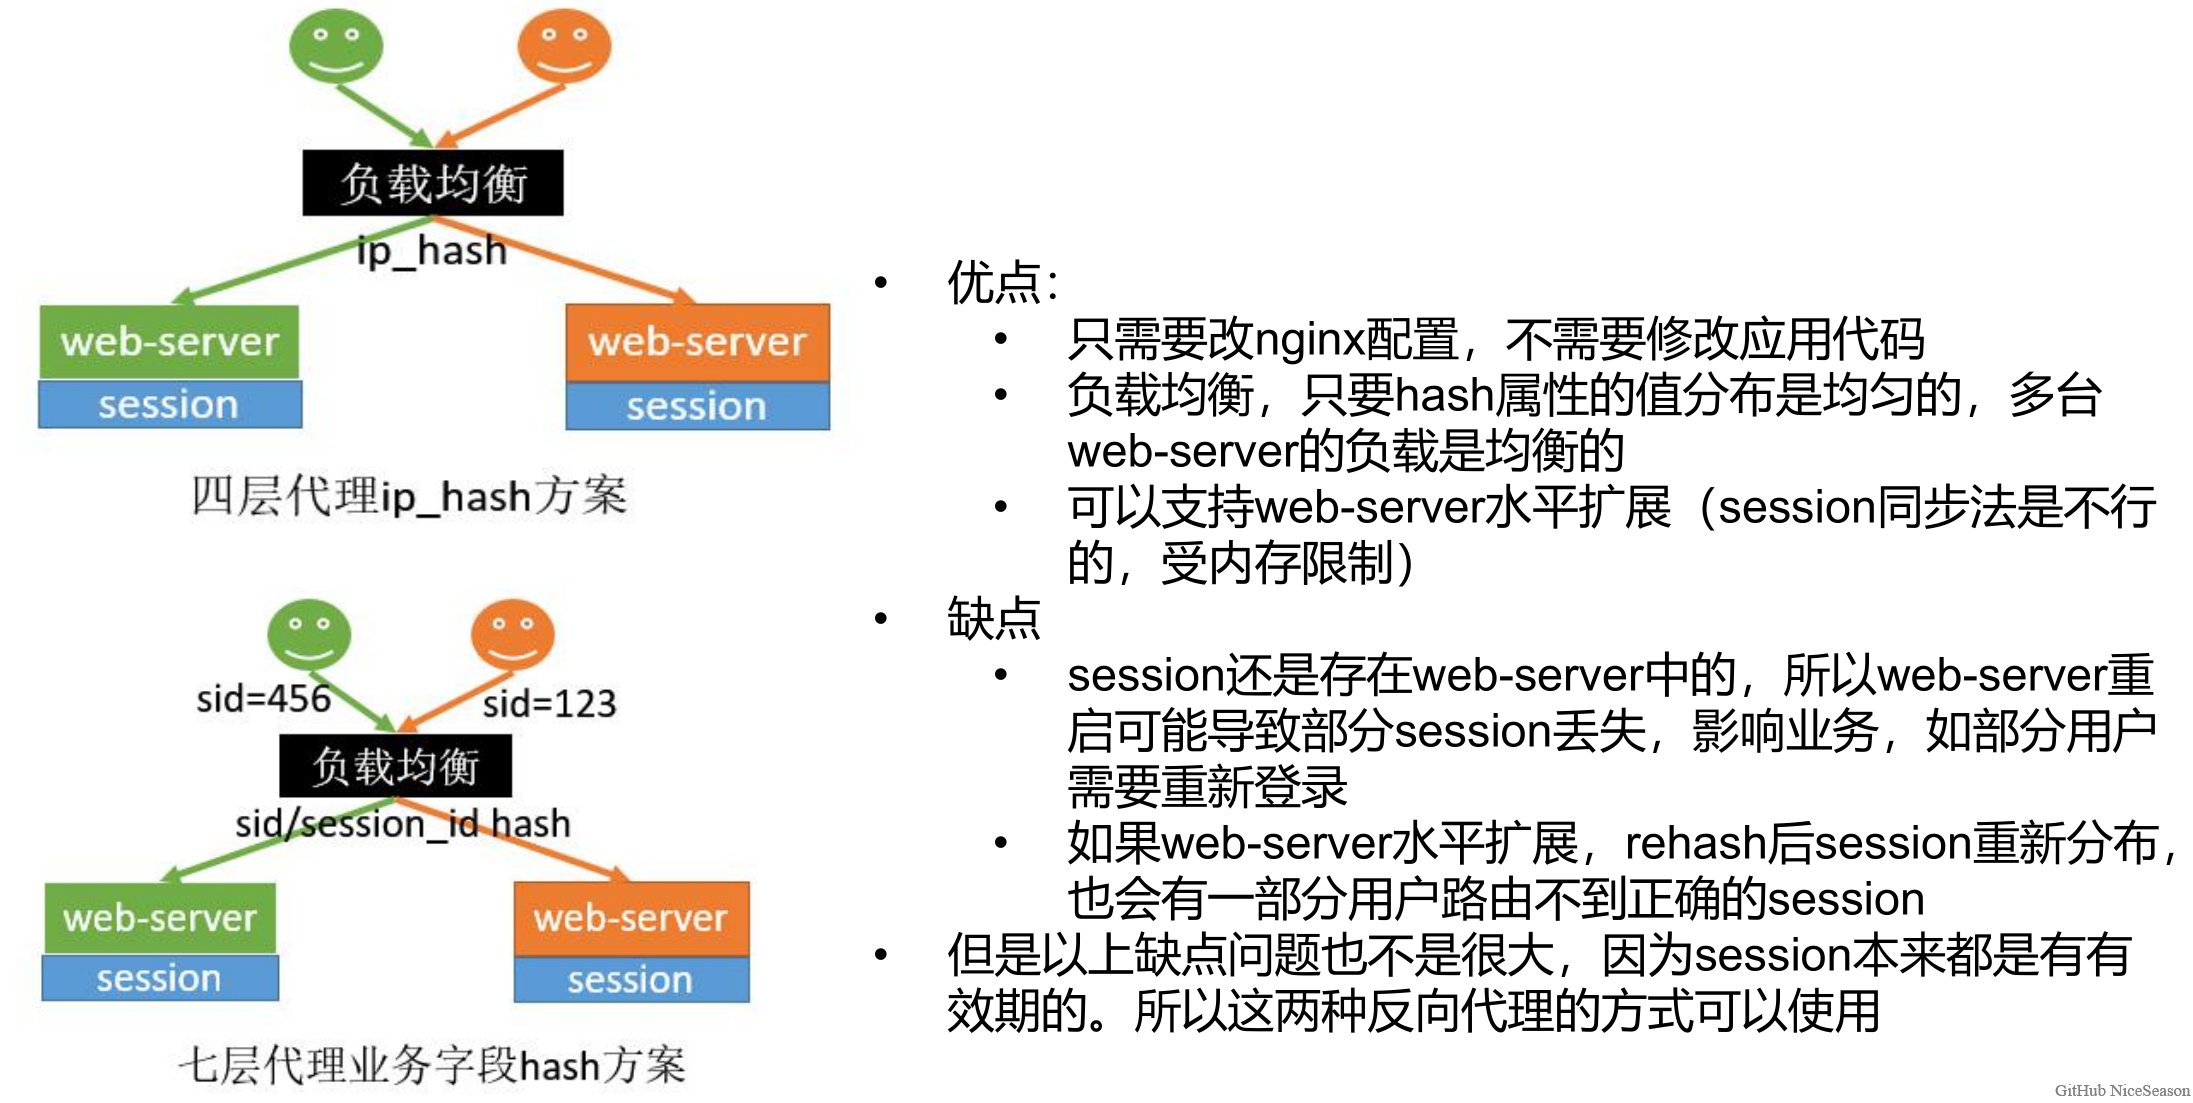 负载均衡
ip_hash
web-server
web-server
session
session
四层代理ip_hash方案
sid=456
sid=123
负载均衡
sid/session_id hash
web-server
web-server
session
session
七层代理业务字段hash方案
• 优点：
• 只需要改nginx配置，不需要修改应用代码
• 负载均衡，只要hash属性的值分布是均匀的，多台
web-server的负载是均衡的
• 可以支持web-server水平扩展（session同步法是不行
的，受内存限制）
• 缺点
• session还是存在web-server中的，所以web-server重
启可能导致部分session丢失，影响业务，如部分用户
需要重新登录
• 如果web-server水平扩展，rehash后session重新分布，
也会有一部分用户路由不到正确的session
• 但是以上缺点问题也不是很大，因为session本来都是有有
效期的。所以这两种反向代理的方式可以使用
GitHub NiceSeason